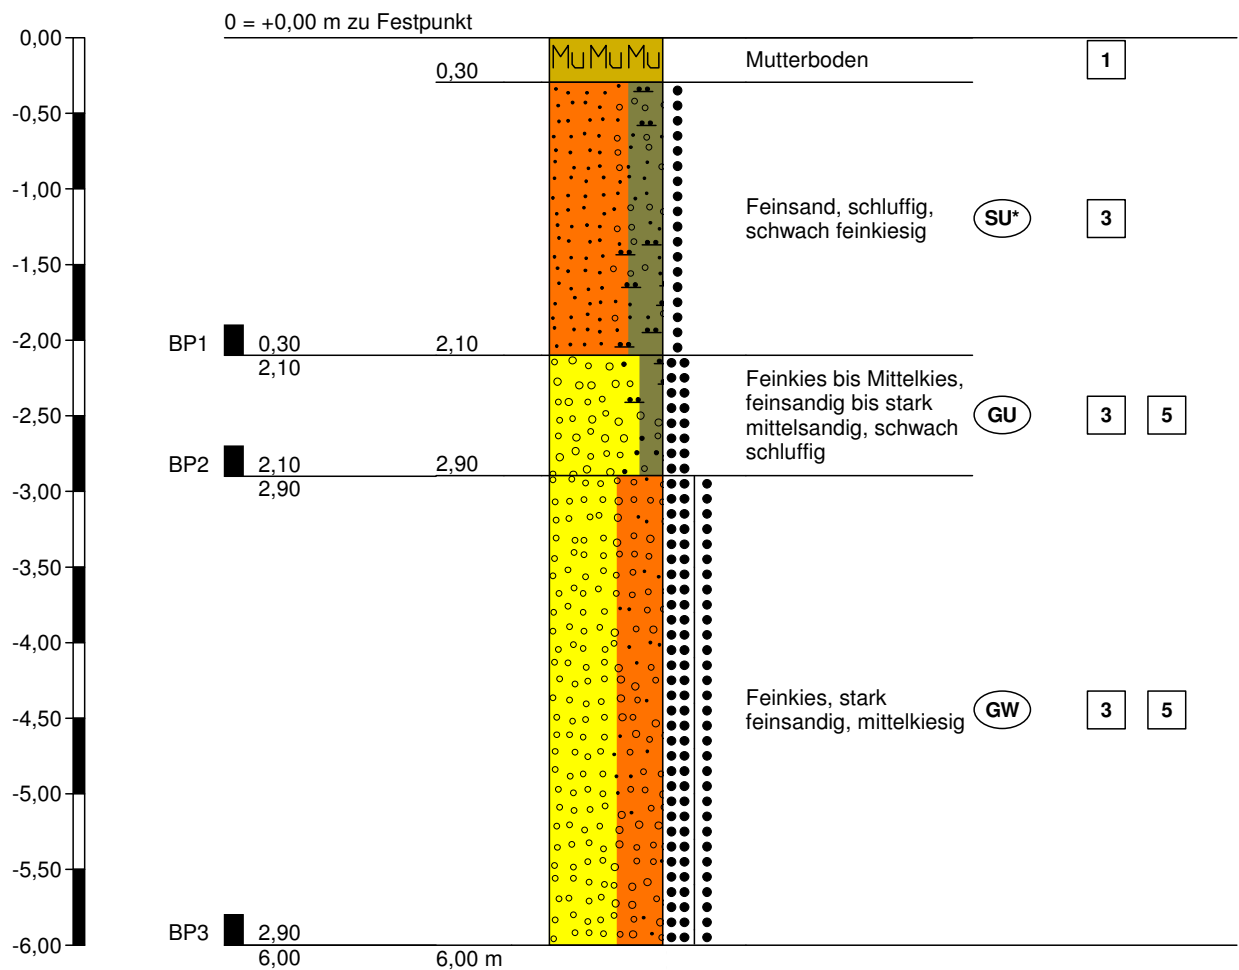 0 = +0,00 m zu Festpunkt
0,00
Mu Mu Mu
Mutterboden
1
0,30
-0,50
-1,00
Feinsand, schluffig,
schwach feinkiesig
SU*
3
-1,50
-2,00
BP1
0,30
2,10
2,10
Feinkies bis Mittelkies,
feinsandig bis stark
mittelsandig, schwach
schluffig
GU
3
5
-2,50
BP2
2,10
2,90
2,90
-3,00
-3,50
-4,00
Feinkies, stark
feinsandig, mittelkiesig
GW
3
5
-4,50
-5,00
-5,50
BP3
2,90
-6,00
6,00
6,00 m